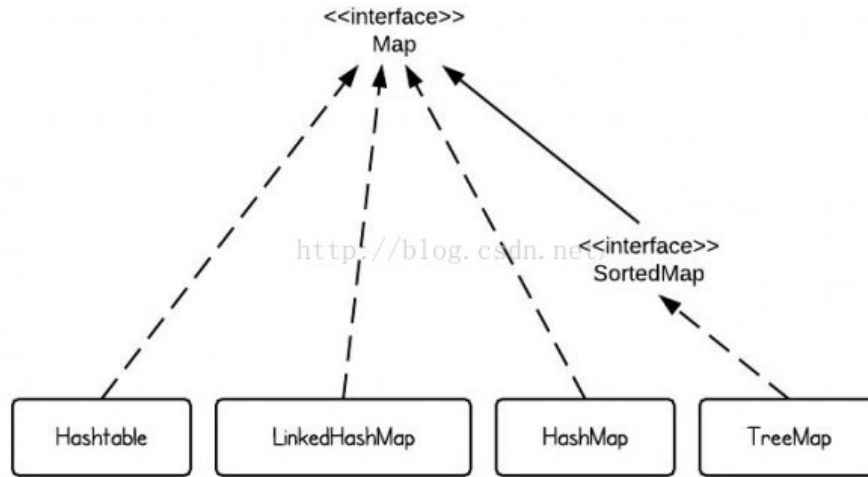 <<interface>>
Map
http://blog.csdn.net/
<<interface>>
SortedMap
Hashtable
LinkedHashMap
HashMap
TreeMap